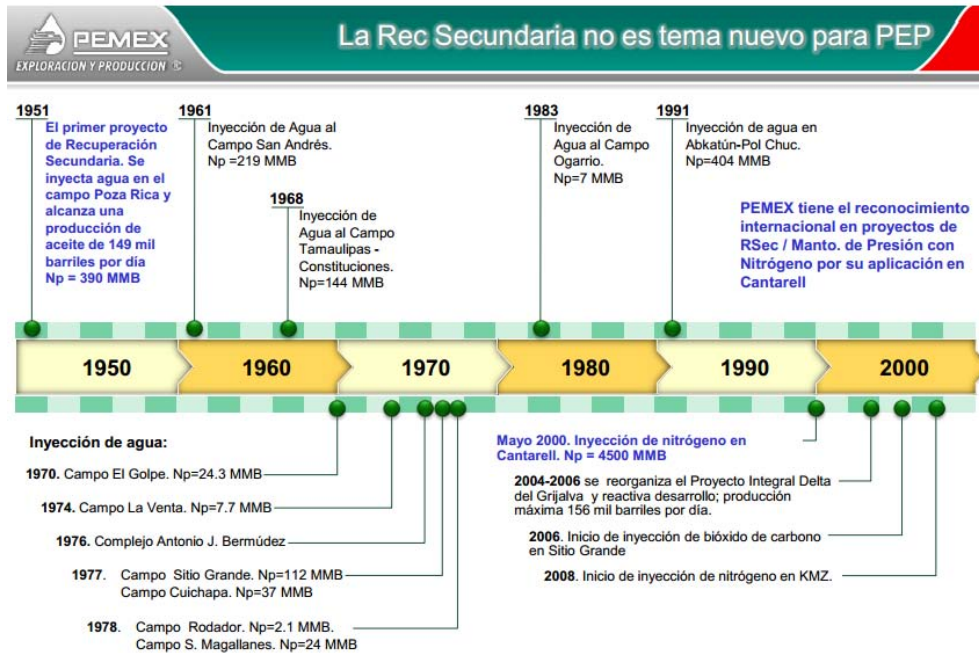 PEMEX
EXPLORACION Y PRODUCCION ®
La Rec Secundaria no es tema nuevo para PEP
1951
El primer proyecto
de Recuperación
Secundaria. Se
inyecta agua en el
campo Poza Rica y
alcanza una
producción de
aceite de 149 mil
barriles por día
Np = 390 MMB
1961
Inyección de Agua al
Campo San Andrés.
Np =219 MMB
1968
Inyección de
Agua al Campo
Tamaulipas -
Constituciones.
Np=144 MMB
1983
Inyección de
Agua al Campo
Ogarrio.
Np=7 MMB
1991
Inyección de agua en
Abkatún-Pol Chuc.
Np=404 MMB
PEMEX tiene el reconocimiento
internacional en proyectos de
RSec / Manto. de Presión con
Nitrógeno por su aplicación en
Cantarell
1950
1960
1970
1980
1990
2000
Inyección de agua:
1970. Campo El Golpe. Np=24.3 MMB
1974. Campo La Venta. Np=7.7 MMB
1976. Complejo Antonio J. Bermúdez
1977. Campo Sitio Grande. Np=112 MMB
Campo Cuichapa. Np=37 MMB
1978. Campo Rodador. Np=2.1 MMB.
Campo S. Magallanes. Np=24 MMB
Mayo 2000. Inyección de nitrógeno en
Cantarell. Np = 4500 MMB
2004-2006 se reorganiza el Proyecto Integral Delta
del Grijalva y reactiva desarrollo; producción
máxima 156 mil barriles por día.
2006. Inicio de inyección de bióxido de carbono
en Sitio Grande
2008. Inicio de inyección de nitrógeno en KMZ.